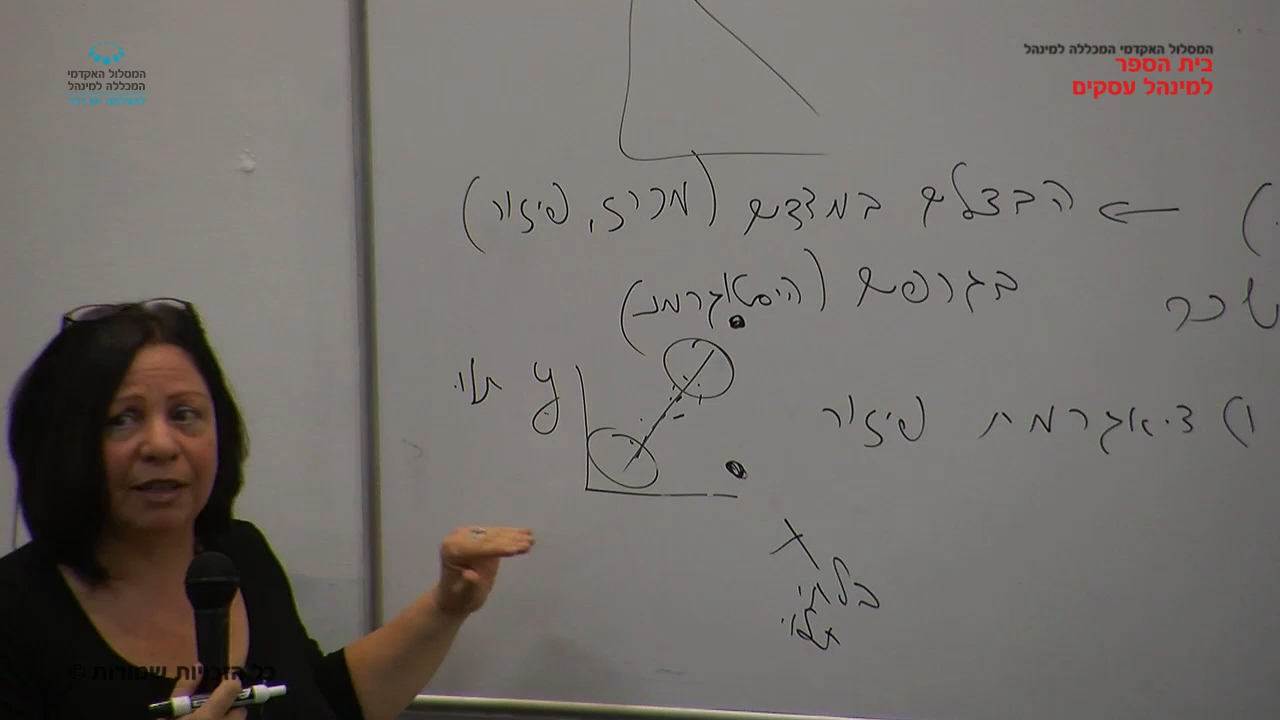 המסלול האקדמי
המכללה למינהל
המסלול האקדמי המכללה למינהל
בית הספר
למינהל עסקים
← הבדלים במדדים (מרכז, פיזור)
בגרפים (היסטוגרמה)
שכר
דיאגרמת פיזור
y תלוי
x
בלתי
תלוי
כל הזכויות שמורות ©